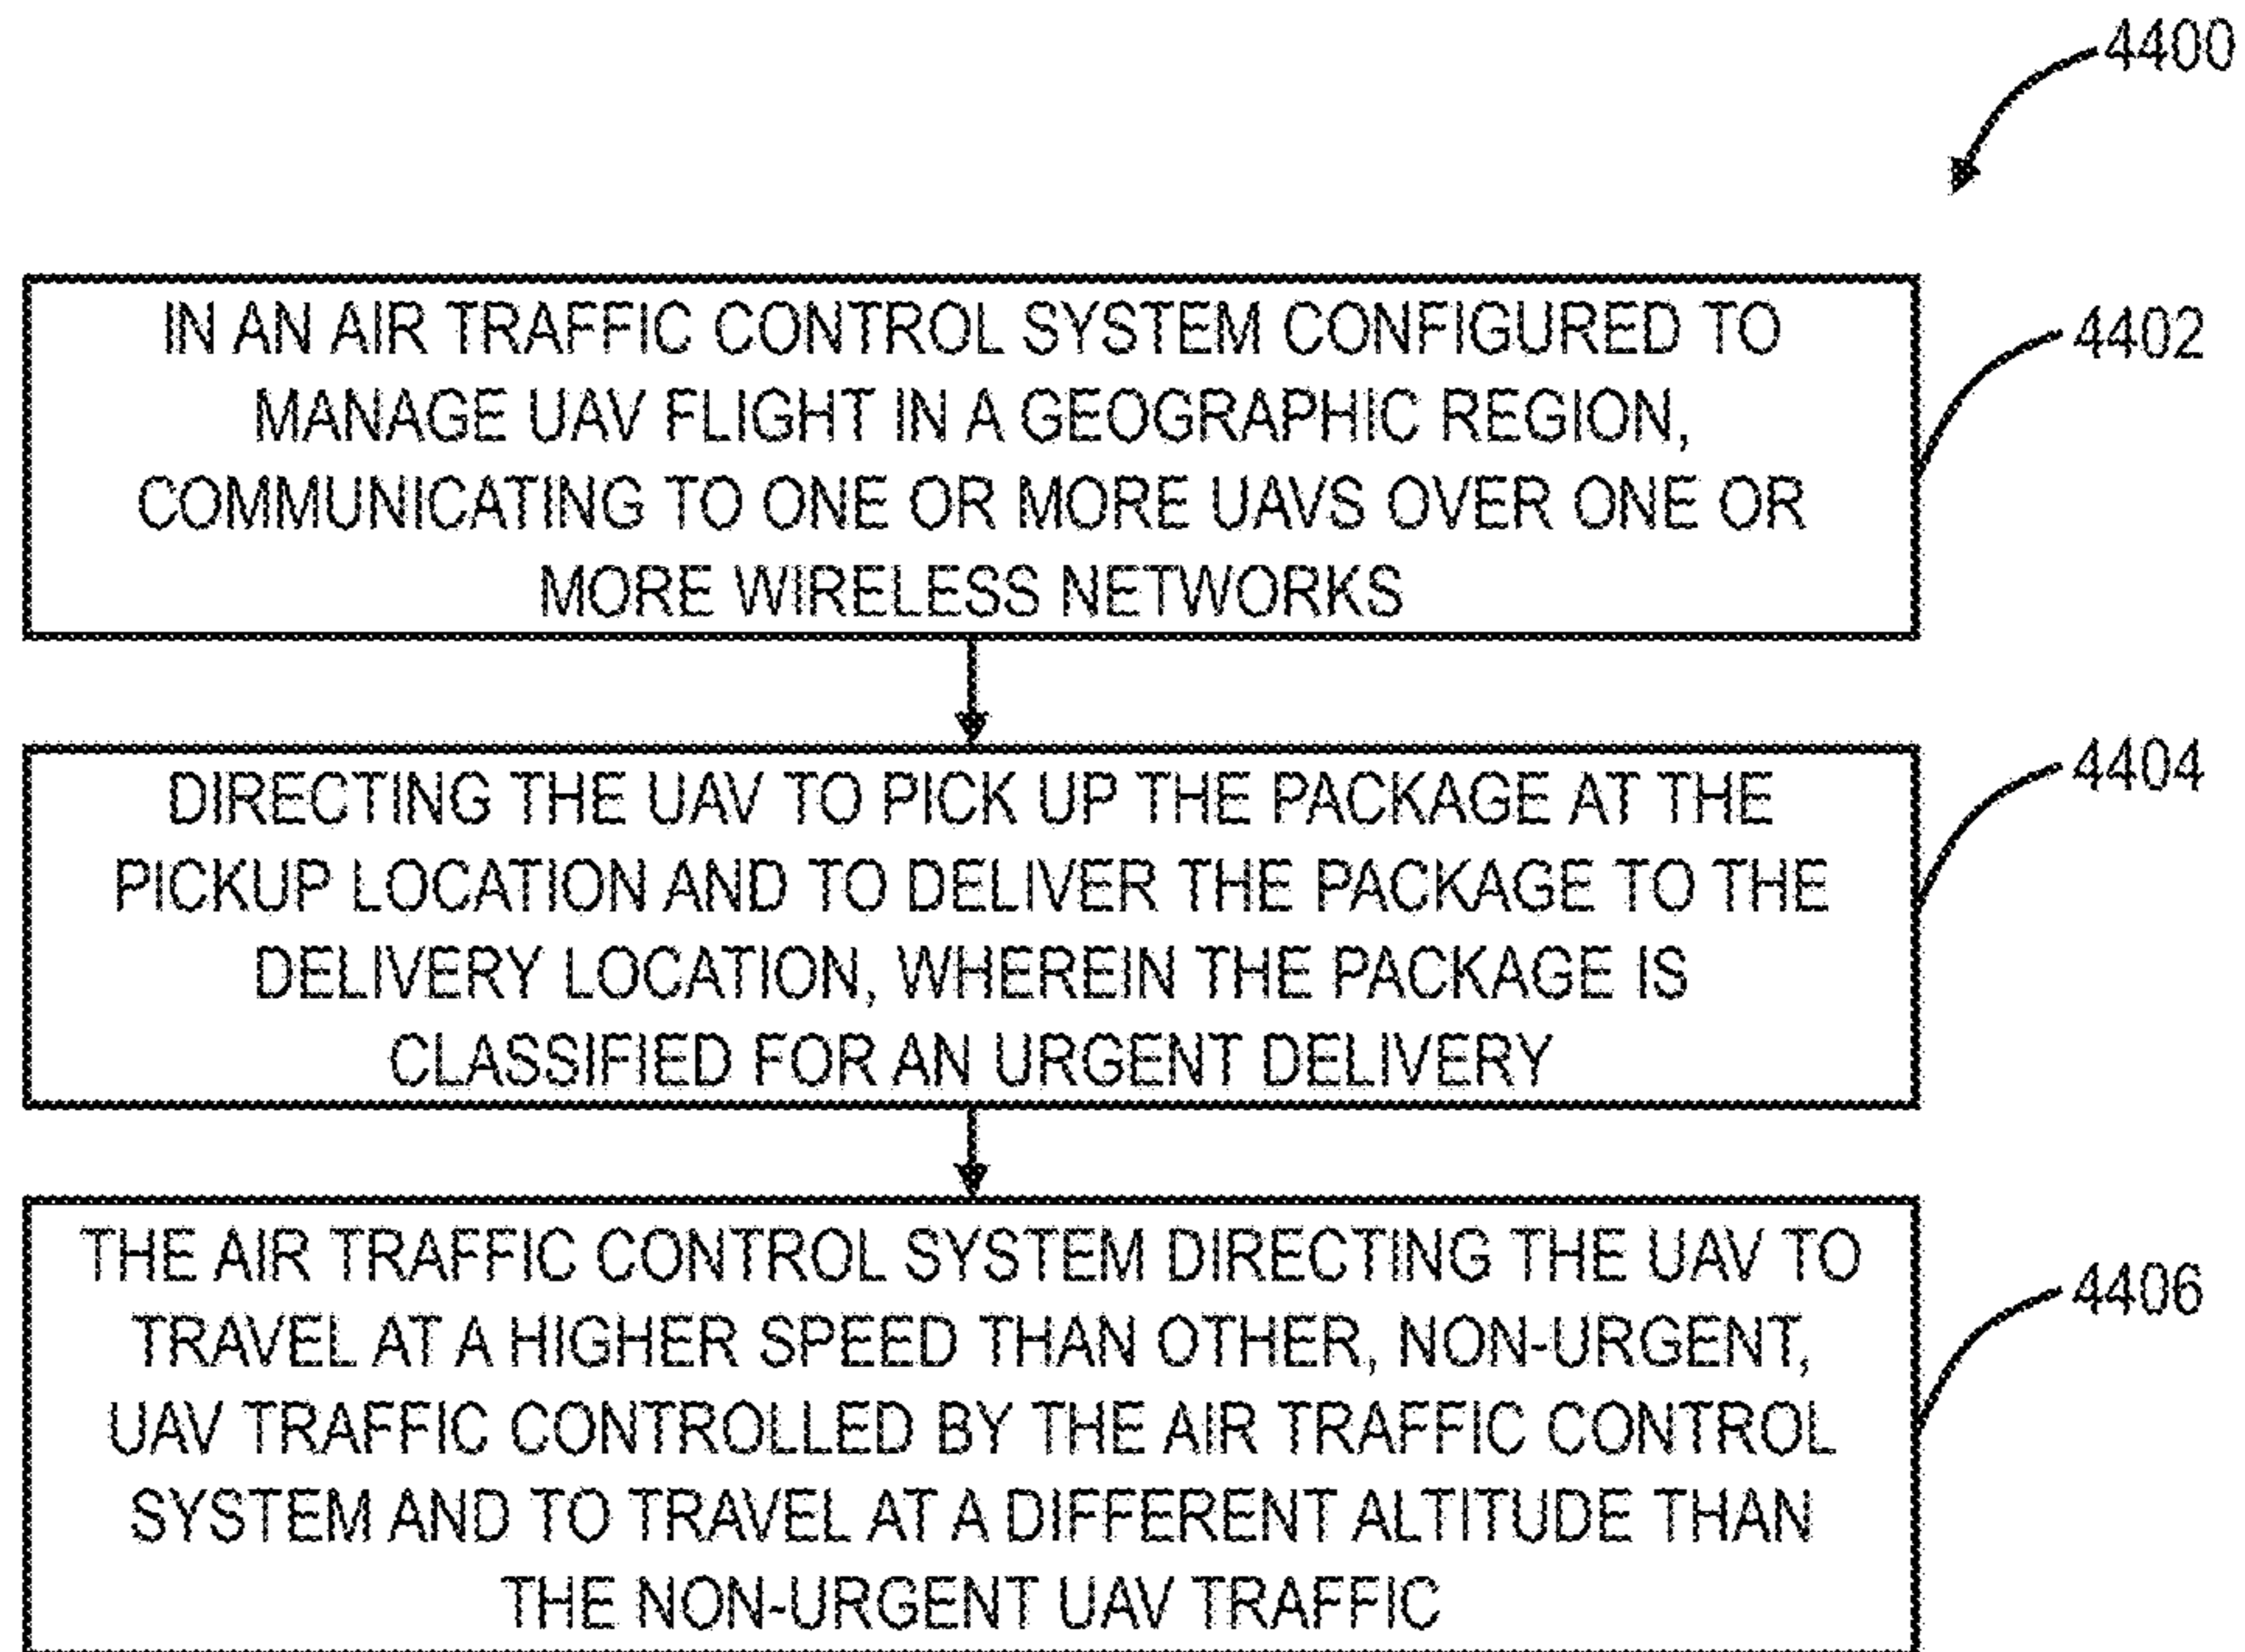 4400
IN AN AIR TRAFFIC CONTROL SYSTEM CONFIGURED TO
MANAGE UAV FLIGHT IN A GEOGRAPHIC REGION,
COMMUNICATING TO ONE OR MORE UAVS OVER ONE OR
MORE WIRELESS NETWORKS
4402
DIRECTING THE UAV TO PICK UP THE PACKAGE AT THE
PICKUP LOCATION AND TO DELIVER THE PACKAGE TO THE
DELIVERY LOCATION, WHEREIN THE PACKAGE IS
CLASSIFIED FOR AN URGENT DELIVERY
4404
THE AIR TRAFFIC CONTROL SYSTEM DIRECTING THE UAV TO
TRAVEL AT A HIGHER SPEED THAN OTHER, NON-URGENT,
UAV TRAFFIC CONTROLLED BY THE AIR TRAFFIC CONTROL
SYSTEM AND TO TRAVEL AT A DIFFERENT ALTITUDE THAN
THE NON-URGENT UAV TRAFFIC
4406